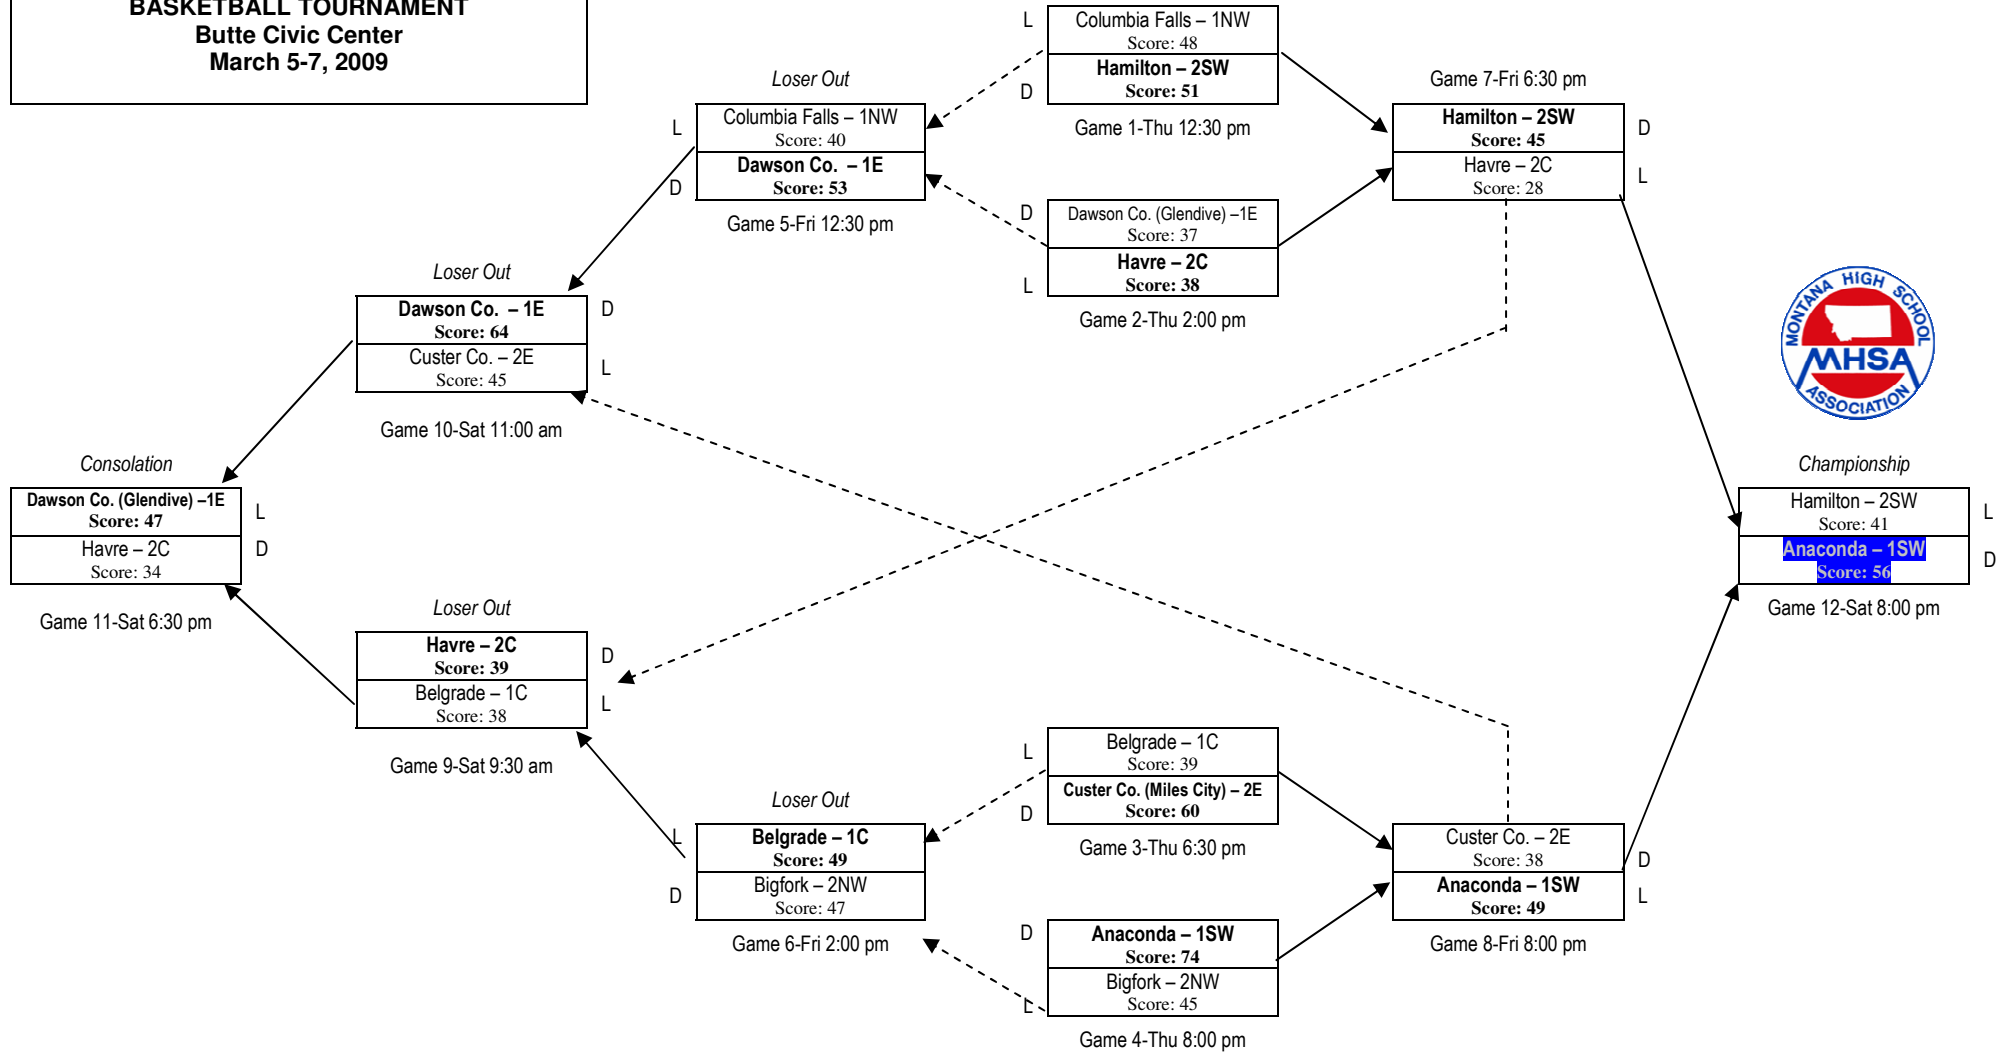 BASKETBALL TOURNAMENT
Butte Civic Center
March 5-7, 2009
L
Columbia Falls – 1NW
Score: 48
D
Hamilton – 2SW
Score: 51
Game 1-Thu 12:30 pm
D
Dawson Co. (Glendive) –1E
Score: 37
L
Havre – 2C
Score: 38
Game 2-Thu 2:00 pm
Loser Out
L
Columbia Falls – 1NW
Score: 40
D
Dawson Co. – 1E
Score: 53
Game 5-Fri 12:30 pm
Game 7-Fri 6:30 pm
Hamilton – 2SW
Score: 45
D
Havre – 2C
Score: 28
L
Loser Out
Dawson Co. – 1E
Score: 64
D
Custer Co. – 2E
Score: 45
L
Game 10-Sat 11:00 am
MONTANA HIGH SCHOOL
MHSA
ASSOCIATION
Consolation
Dawson Co. (Glendive) –1E
Score: 47
L
Havre – 2C
Score: 34
D
Game 11-Sat 6:30 pm
Championship
Hamilton – 2SW
Score: 41
L
Anaconda – 1SW
Score: 56
D
Game 12-Sat 8:00 pm
Loser Out
Havre – 2C
Score: 39
D
Belgrade – 1C
Score: 38
L
Game 9-Sat 9:30 am
Loser Out
L
Belgrade – 1C
Score: 49
D
Bigfork – 2NW
Score: 47
Game 6-Fri 2:00 pm
L
Belgrade – 1C
Score: 39
D
Custer Co. (Miles City) – 2E
Score: 60
Game 3-Thu 6:30 pm
D
Anaconda – 1SW
Score: 74
L
Bigfork – 2NW
Score: 45
Game 4-Thu 8:00 pm
Custer Co. – 2E
Score: 38
D
Anaconda – 1SW
Score: 49
L
Game 8-Fri 8:00 pm